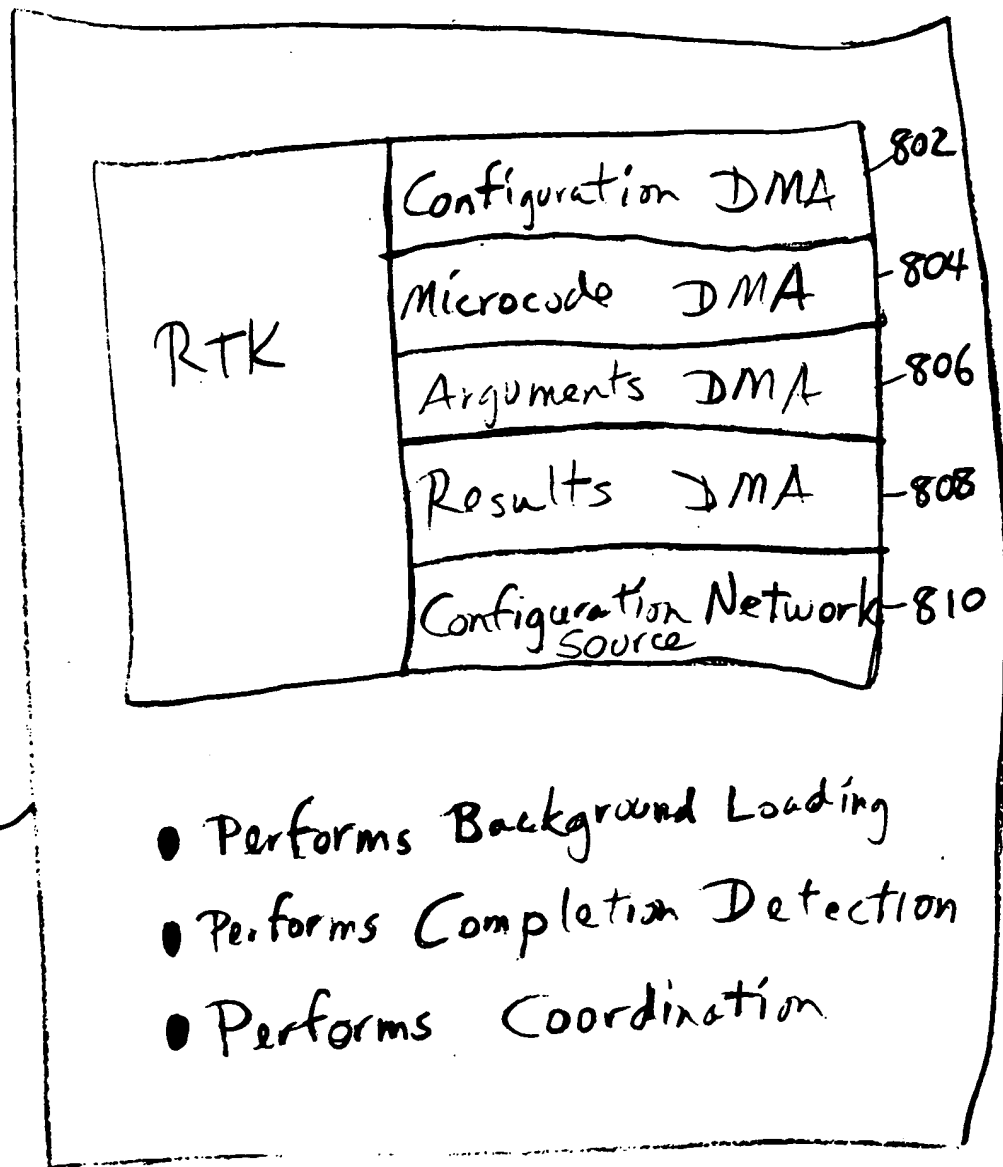 Configuration DMA
802
Microcode DMA
804
RTK
Arguments DMA
806
Results DMA
808
Configuration Network
Source
810
• Performs Background Loading
• Performs Completion Detection
• Performs Coordination